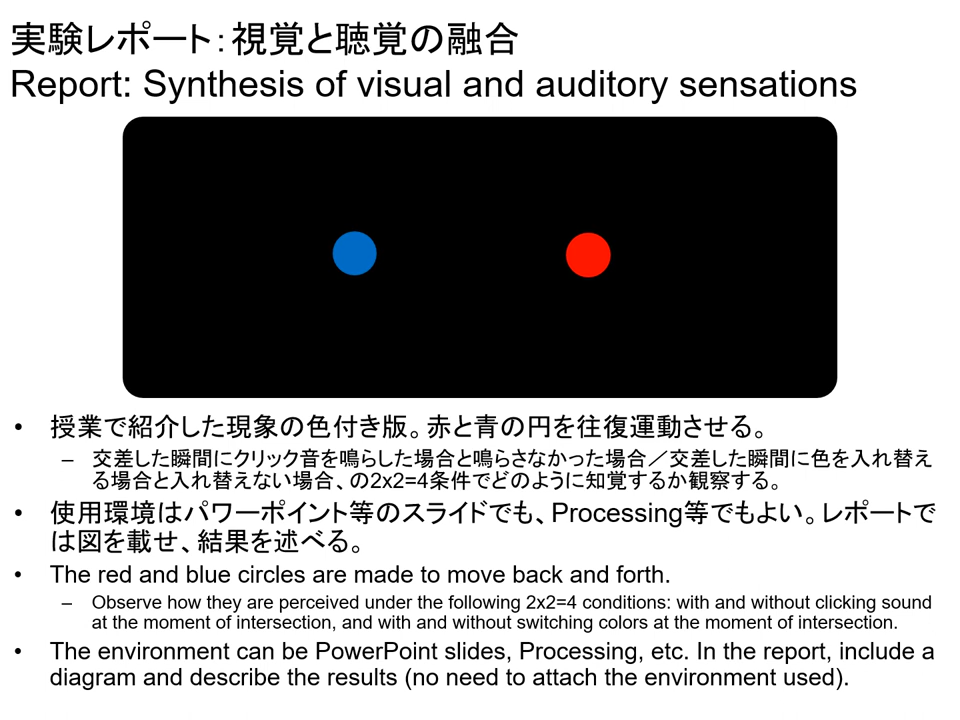 実験レポート：視覚と聴覚の融合
Report: Synthesis of visual and auditory sensations
• 授業で紹介した現象の色付き版。赤と青の円を往復運動させる。
– 交差した瞬間にクリック音を鳴らした場合と鳴らさなかった場合／交差した瞬間に色を入れ替え
る場合と入れ替えない場合、の2x2=4条件でどのように知覚するか観察する。
• 使用環境はパワーポイント等のスライドでも、Processing等でもよい。レポートで
は図を載せ、結果を述べる。
• The red and blue circles are made to move back and forth.
– Observe how they are perceived under the following 2x2=4 conditions: with and without clicking sound
at the moment of intersection, and with and without switching colors at the moment of intersection.
• The environment can be PowerPoint slides, Processing, etc. In the report, include a
diagram and describe the results (no need to attach the environment used).